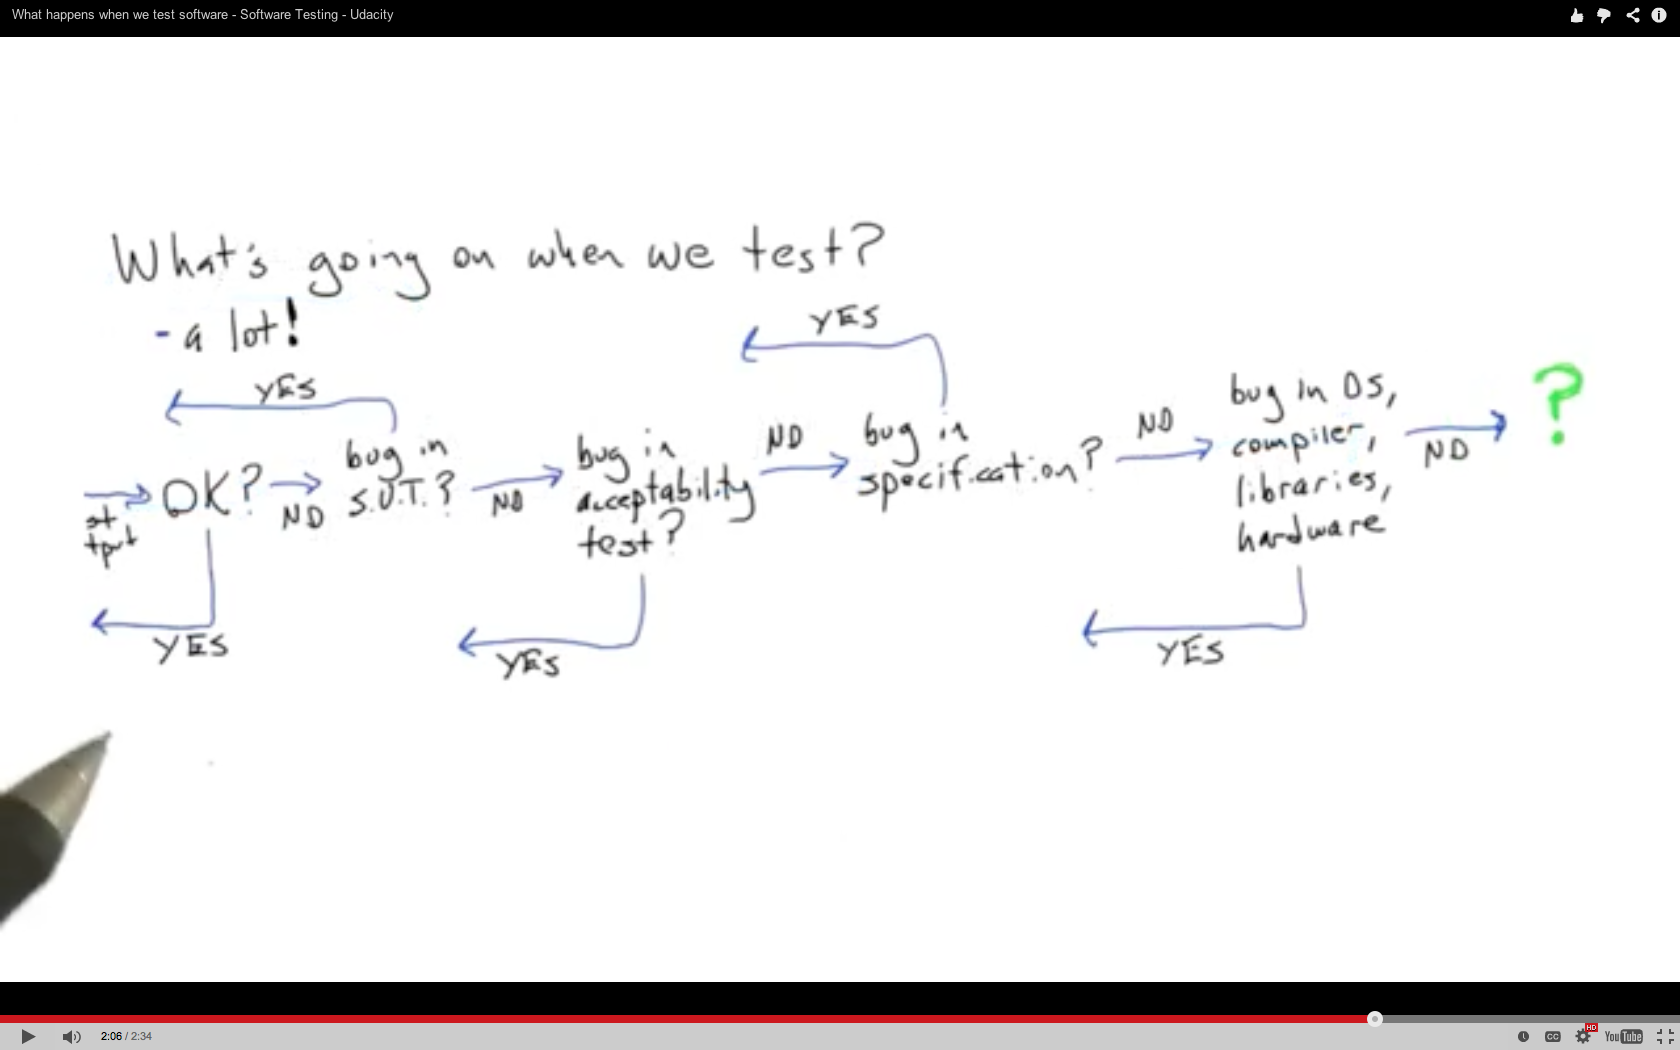 What happens when we test software - Software Testing - Udacity
What's going on when we test?
- a lot!
YES
YES
OK?
NO
bug in
S.U.T.?
NO
bug in
acceptability
test?
NO
bug in
specification?
NO
bug in OS,
compiler,
libraries,
hardware
NO
?
tput
YES
YES
YES
2:06 / 2:34
CC
HD
YouTube